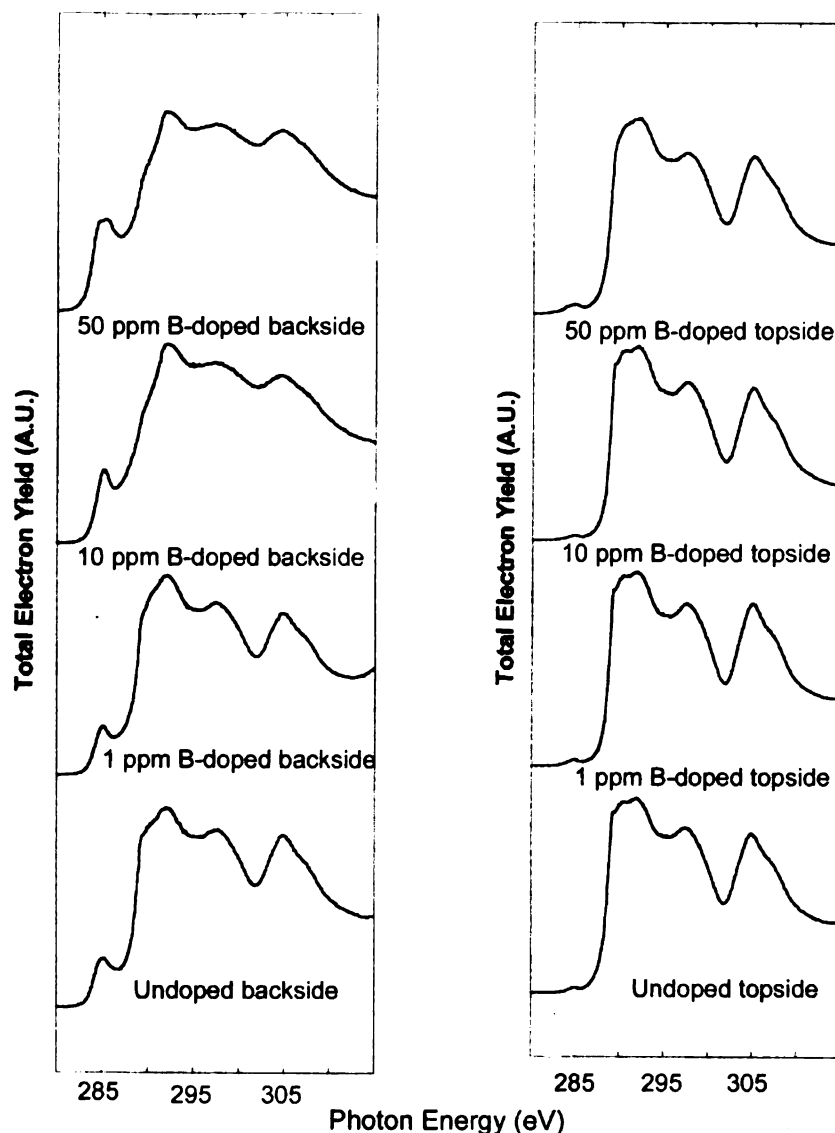 Total Electron Yield (A.U.)
50 ppm B-doped backside
10 ppm B-doped backside
1 ppm B-doped backside
Undoped backside
285 295 305
Total Electron Yield (A.U.)
50 ppm B-doped topside
10 ppm B-doped topside
1 ppm B-doped topside
Undoped topside
285 295 305
Photon Energy (eV)